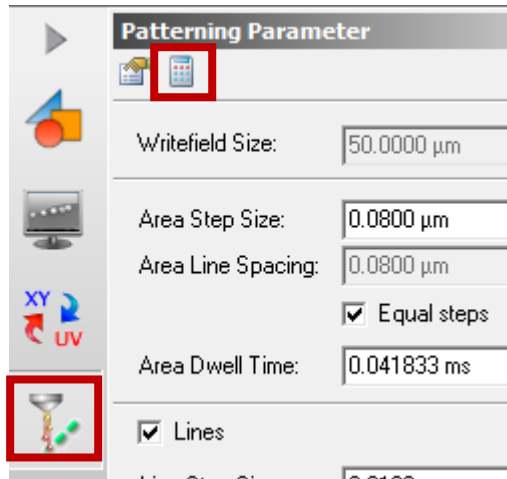 Patterning Parameter
Writefield Size: 50.0000 µm
Area Step Size: 0.0800 µm
Area Line Spacing: 0.0800 µm
Equal steps
XY
UV
Area Dwell Time: 0.041833 ms
Lines